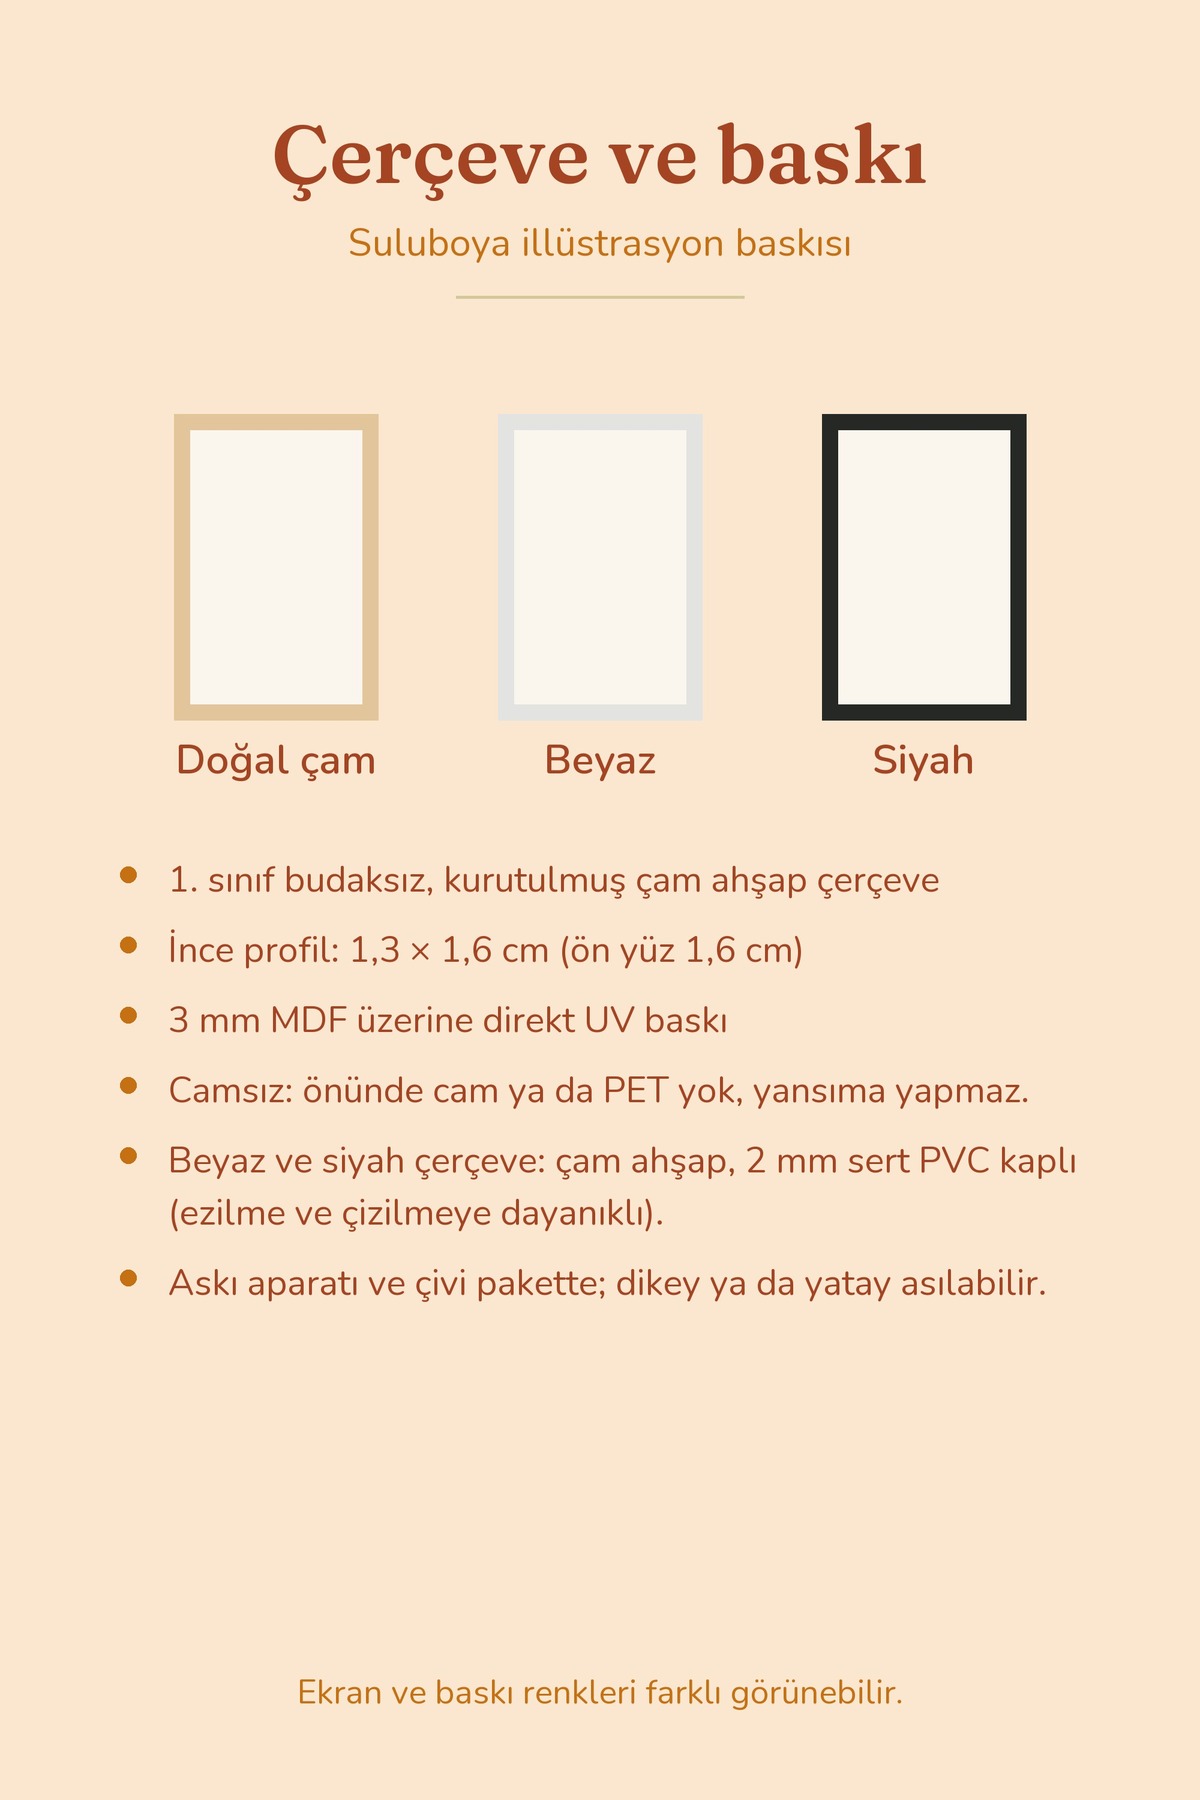 Çerçeve ve baskı
Suluboya illüstrasyon baskısı
Doğal çam
Beyaz
Siyah
1. sınıf budaksız, kurutulmuş çam ahşap çerçeve
İnce profil: 1,3 × 1,6 cm (ön yüz 1,6 cm)
3 mm MDF üzerine direkt UV baskı
Camsız: önünde cam ya da PET yok, yansıma yapmaz.
Beyaz ve siyah çerçeve: çam ahşap, 2 mm sert PVC kaplı
(ezilme ve çizilmeye dayanıklı).
Askı aparatı ve çivi pakette; dikey ya da yatay asılabilir.
Ekran ve baskı renkleri farklı görünebilir.